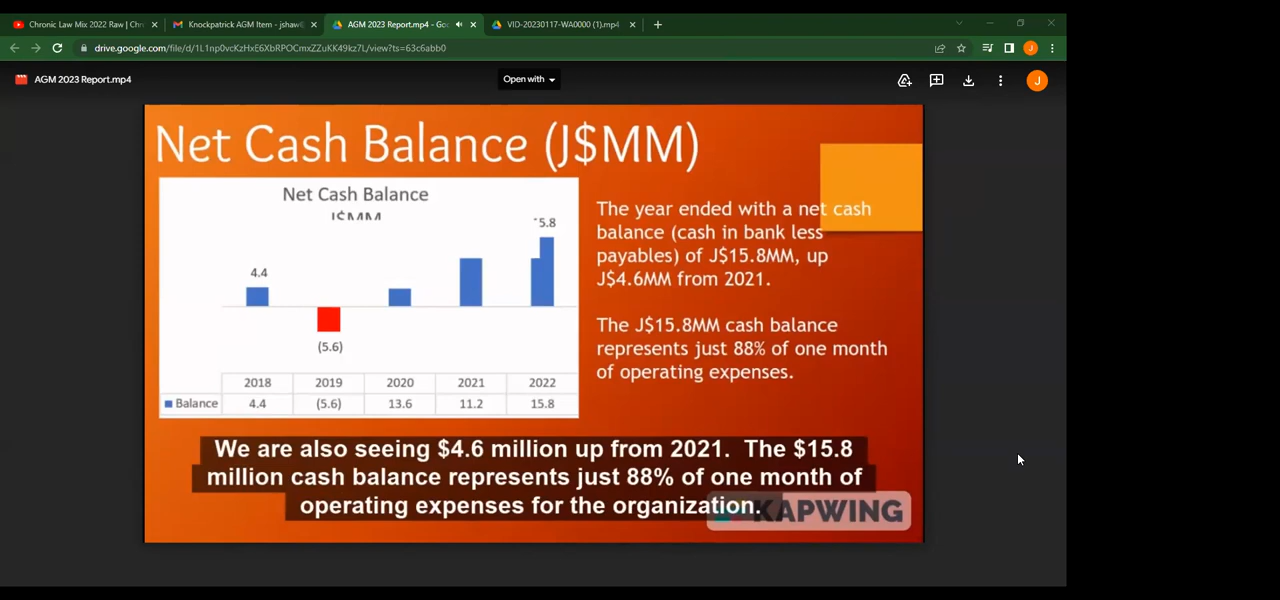 Chronic Law Mix 2022 Raw | Chr
Knockpatrick AGM Item - jshaw
AGM 2023 Report.mp4 - Goo
VID-20230117-WA0000 (1).mp4
drive.google.com/file/d/1L1np0vcKzHxE6XbRPOCmxZZuKK49kz7L/view?ts=63c6abb0
J
AGM 2023 Report.mp4
Open with
J
Net Cash Balance (J$MM)
Net Cash Balance
J$MM
5.8
4.4
(5.6)
2018 2019 2020 2021 2022
Balance 4.4 (5.6) 13.6 11.2 15.8
The year ended with a net cash
balance (cash in bank less
payables) of J$15.8MM, up
J$4.6MM from 2021.
The J$15.8MM cash balance
represents just 88% of one month
of operating expenses.
We are also seeing $4.6 million up from 2021. The $15.8
million cash balance represents just 88% of one month of
operating expenses for the organization.
KAPWING